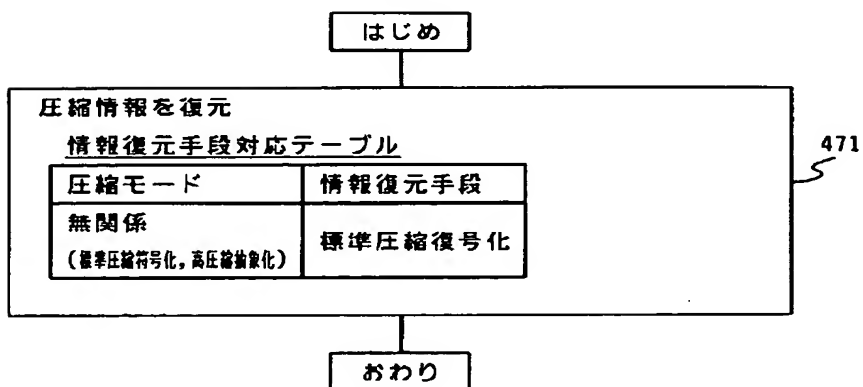 はじめ
圧縮情報を復元
情報復元手段対応テーブル
471
圧縮モード 情報復元手段
無関係
(標準圧縮符号化,高圧縮抽象化)
標準圧縮復号化
おわり